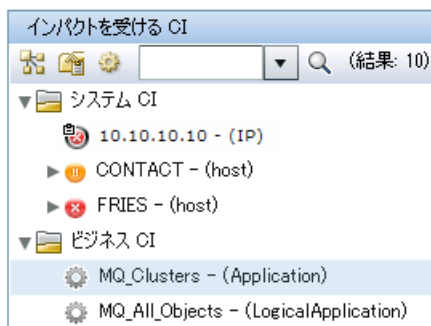 インパクトを受ける CI
(結果: 10)
システム CI
10.10.10.10 - (IP)
CONTACT - (host)
FRIES - (host)
ビジネス CI
MQ_Clusters - (Application)
MQ_All_Objects - (LogicalApplication)